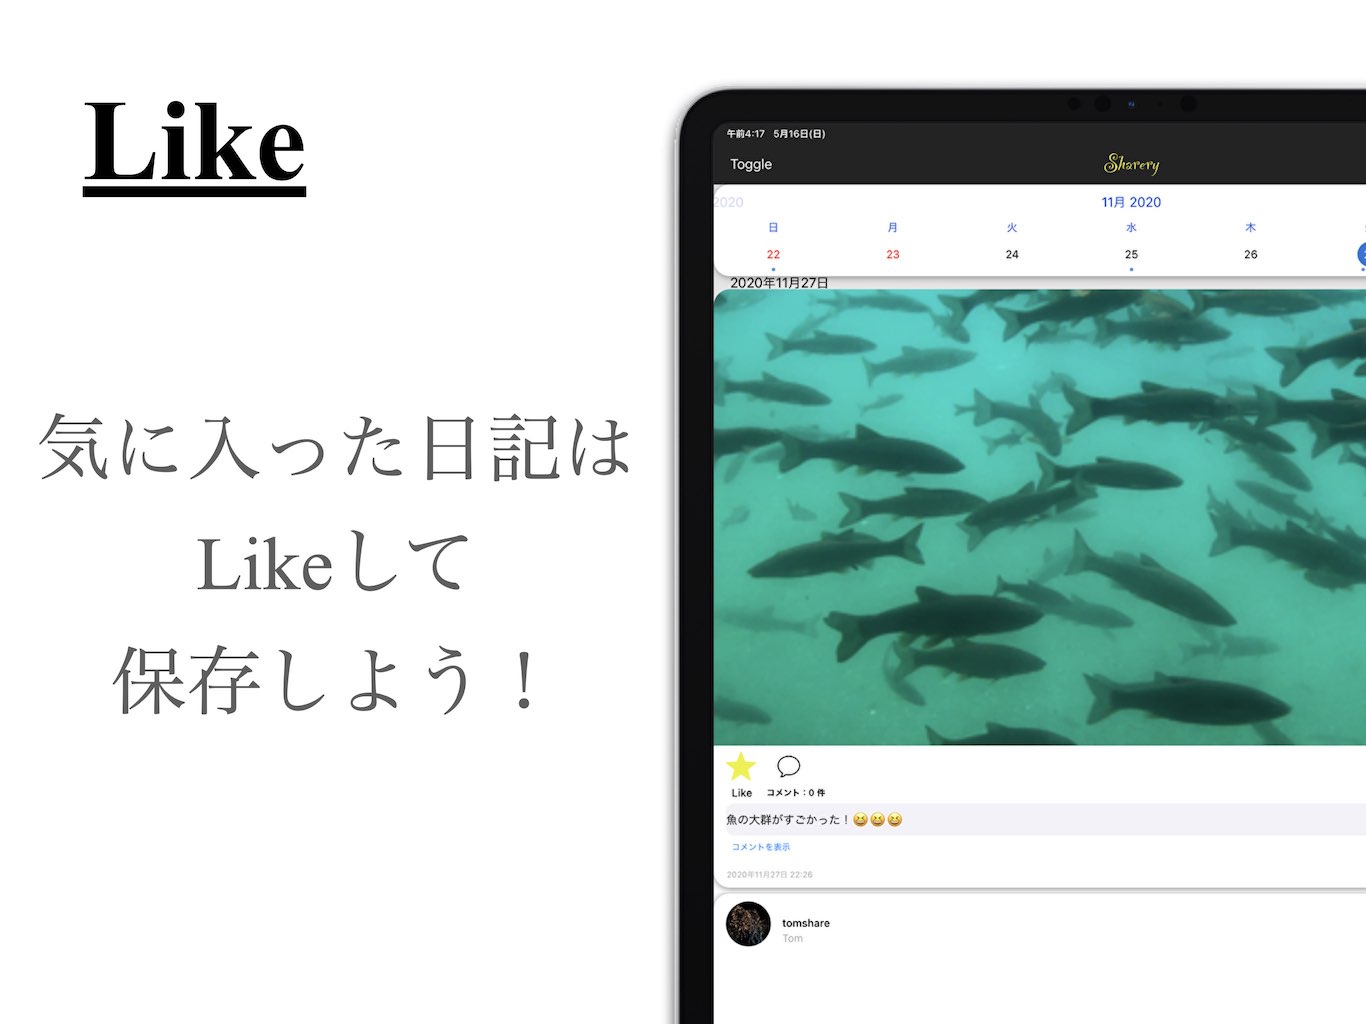 Like
気に入った日記は
Likeして
保存しよう！
午前4:17 5月16日(日)
Toggle
Sharery
2020
11月 2020
日 月 火 水 木
22 23 24 25 26
2020年11月27日
Like コメント：0 件
魚の大群がすごかった！😆😆😆
コメントを表示
2020年11月27日 22:26
tomshare
Tom